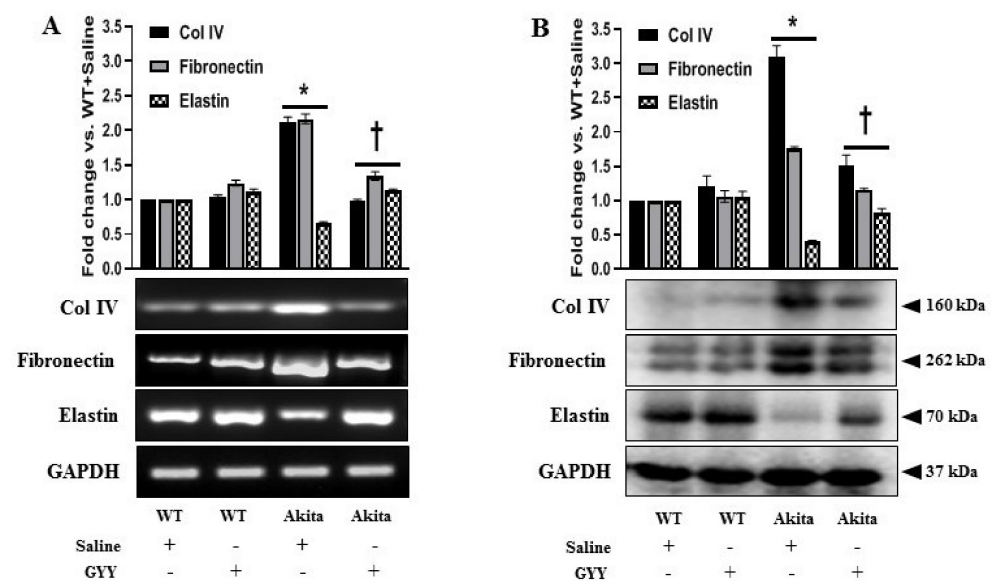 A
Fold change vs. WT+Saline
3.5
3.0
2.5
2.0
1.5
1.0
0.5
0.0
Col IV
Fibronectin
Elastin
*
†
Col IV
Fibronectin
Elastin
GAPDH
WT WT Akita Akita
Saline + - + -
GYY - + - +
B
Fold change vs. WT+Saline
3.5
3.0
2.5
2.0
1.5
1.0
0.5
0.0
Col IV
Fibronectin
Elastin
*
†
Col IV 160 kDa
Fibronectin 262 kDa
Elastin 70 kDa
GAPDH 37 kDa
WT WT Akita Akita
Saline + - + -
GYY - + - +